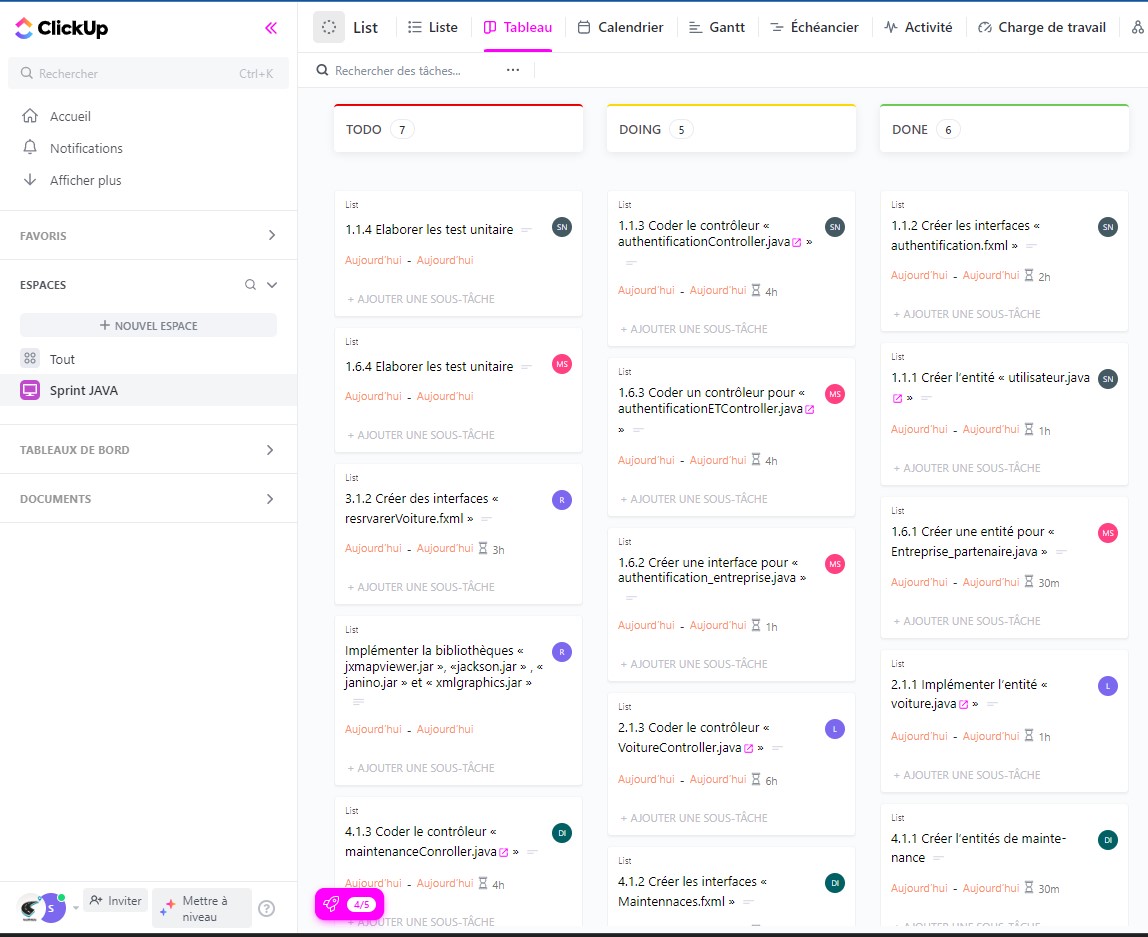 ClickUp
Rechercher
Ctrl+K
Accueil
Notifications
Afficher plus
FAVORIS
ESPACES
+ NOUVEL ESPACE
Tout
Sprint JAVA
TABLEAUX DE BORD
DOCUMENTS
S
Inviter
Mettre à
niveau
?
List
Liste
Tableau
Calendrier
Gantt
Échéancier
Activité
Charge de travail
Rechercher des tâches...
TODO 7
List
1.1.4 Elaborer les test unitaire
SN
Aujourd'hui - Aujourd'hui
+ AJOUTER UNE SOUS-TÂCHE
List
1.6.4 Elaborer les test unitaire
MS
Aujourd'hui - Aujourd'hui
+ AJOUTER UNE SOUS-TÂCHE
List
3.1.2 Créer des interfaces «
resrvarerVoiture.fxml »
R
Aujourd'hui - Aujourd'hui 3h
+ AJOUTER UNE SOUS-TÂCHE
List
Implémenter la bibliothèques «
jxmapviewer.jar », «jackson.jar » , «
janino.jar » et « xmlgraphics.jar »
R
Aujourd'hui - Aujourd'hui
+ AJOUTER UNE SOUS-TÂCHE
List
4.1.3 Coder le contrôleur «
maintenanceConroller.java »
DI
Aujourd'hui - Aujourd'hui 4h
+ AJOUTER UNE SOUS-TÂCHE
4/5
DOING 5
List
1.1.3 Coder le contrôleur «
authentificationController.java »
SN
Aujourd'hui - Aujourd'hui 4h
+ AJOUTER UNE SOUS-TÂCHE
List
1.6.3 Coder un contrôleur pour «
authentificationETController.java
»
MS
Aujourd'hui - Aujourd'hui 4h
+ AJOUTER UNE SOUS-TÂCHE
List
1.6.2 Créer une interface pour «
authentification_entreprise.java »
MS
Aujourd'hui - Aujourd'hui 1h
+ AJOUTER UNE SOUS-TÂCHE
List
2.1.3 Coder le contrôleur «
VoitureController.java »
L
Aujourd'hui - Aujourd'hui 6h
+ AJOUTER UNE SOUS-TÂCHE
List
4.1.2 Créer les interfaces «
Maintennaces.fxml »
DI
DONE 6
List
1.1.2 Créer les interfaces «
authentification.fxml »
SN
Aujourd'hui - Aujourd'hui 2h
+ AJOUTER UNE SOUS-TÂCHE
List
1.1.1 Créer l'entité « utilisateur.java
»
SN
Aujourd'hui - Aujourd'hui 1h
+ AJOUTER UNE SOUS-TÂCHE
List
1.6.1 Créer une entité pour «
Entreprise_partenaire.java »
MS
Aujourd'hui - Aujourd'hui 30m
+ AJOUTER UNE SOUS-TÂCHE
List
2.1.1 Implémenter l'entité «
voiture.java »
L
Aujourd'hui - Aujourd'hui 1h
+ AJOUTER UNE SOUS-TÂCHE
List
4.1.1 Créer l'entités de mainte-
nance
DI
Aujourd'hui - Aujourd'hui 30m
+ AJOUTER UNE SOUS-TÂCHE